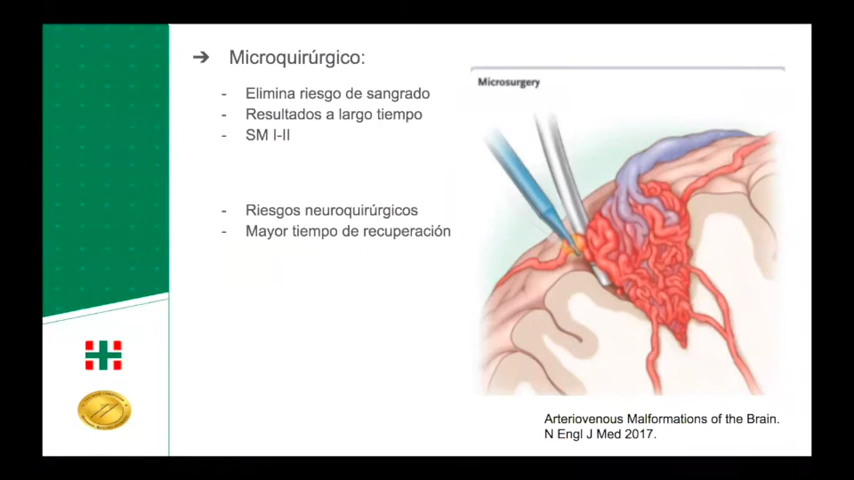 ➔ Microquirúrgico:
- Elimina riesgo de sangrado
- Resultados a largo tiempo
- SM I-II
- Riesgos neuroquirúrgicos
- Mayor tiempo de recuperación
Microsurgery
Arteriovenous Malformations of the Brain.
N Engl J Med 2017.